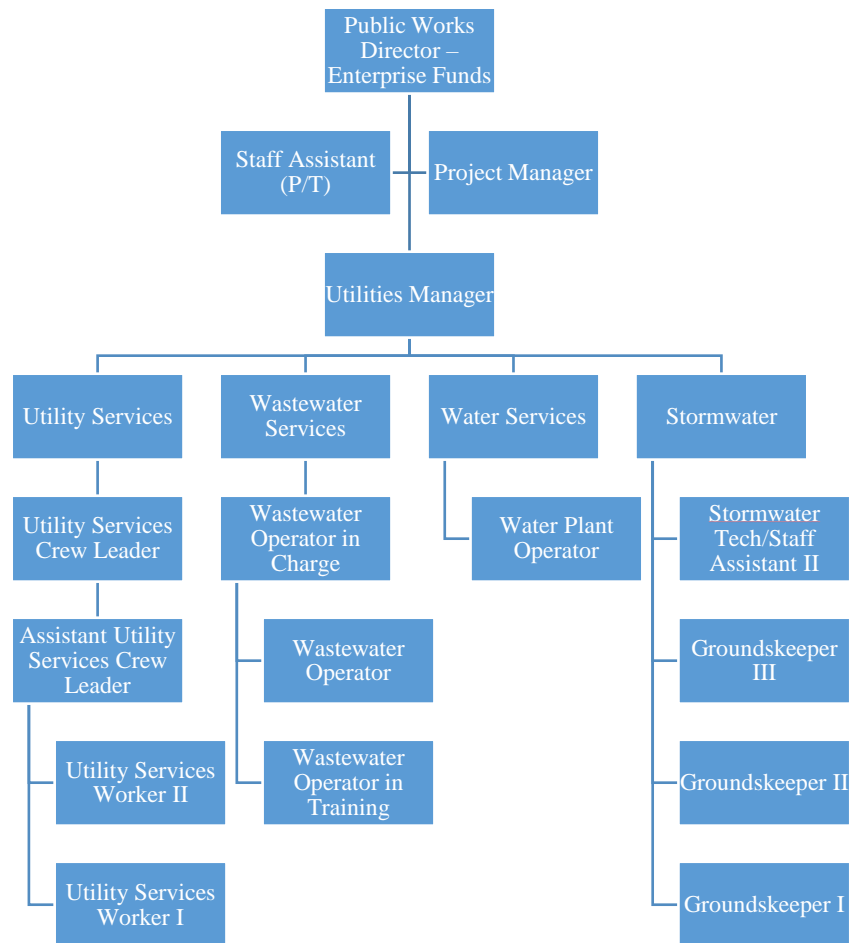 Public Works
Director –
Enterprise Funds
Staff Assistant
(P/T)
Project Manager
Utilities Manager
Utility Services
Wastewater
Services
Water Services
Stormwater
Utility Services
Crew Leader
Wastewater
Operator in
Charge
Water Plant
Operator
Stormwater
Tech/Staff
Assistant II
Assistant Utility
Services Crew
Leader
Wastewater
Operator
Groundskeeper
III
Utility Services
Worker II
Wastewater
Operator in
Training
Groundskeeper II
Utility Services
Worker I
Groundskeeper I